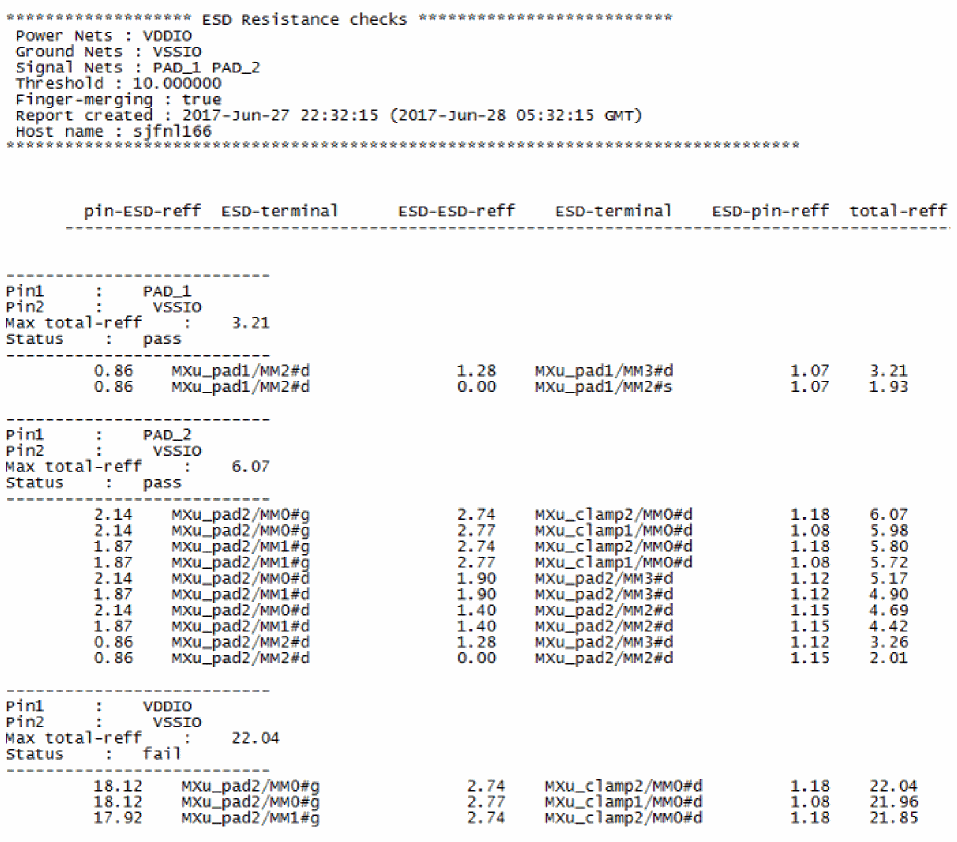 ******************* ESD Resistance checks **************************
Power Nets : VDDIO
Ground Nets : VSSIO
Signal Nets : PAD_1 PAD_2
Threshold : 10.000000
Finger-merging : true
Report created : 2017-Jun-27 22:32:15 (2017-Jun-28 05:32:15 GMT)
Host name : sjfnl166
*********************************************************************************
pin-ESD-reff ESD-terminal ESD-ESD-reff ESD-terminal ESD-pin-reff total-reff
------------------------------------------------------------------------------------------
---------------------------
Pin1 : PAD_1
Pin2 : VSSIO
Max total-reff : 3.21
Status : pass
---------------------------
0.86 MXu_pad1/MM2#d 1.28 MXu_pad1/MM3#d 1.07 3.21
0.86 MXu_pad1/MM2#d 0.00 MXu_pad1/MM2#s 1.07 1.93
---------------------------
Pin1 : PAD_2
Pin2 : VSSIO
Max total-reff : 6.07
Status : pass
---------------------------
2.14 MXu_pad2/MM0#g 2.74 MXu_clamp2/MM0#d 1.18 6.07
2.14 MXu_pad2/MM0#g 2.77 MXu_clamp1/MM0#d 1.08 5.98
1.87 MXu_pad2/MM1#g 2.74 MXu_clamp2/MM0#d 1.18 5.80
1.87 MXu_pad2/MM1#g 2.77 MXu_clamp1/MM0#d 1.08 5.72
2.14 MXu_pad2/MM0#d 1.90 MXu_pad2/MM3#d 1.12 5.17
1.87 MXu_pad2/MM1#d 1.90 MXu_pad2/MM3#d 1.12 4.90
2.14 MXu_pad2/MM0#d 1.40 MXu_pad2/MM2#d 1.15 4.69
1.87 MXu_pad2/MM1#d 1.40 MXu_pad2/MM2#d 1.15 4.42
0.86 MXu_pad2/MM2#d 1.28 MXu_pad2/MM3#d 1.12 3.26
0.86 MXu_pad2/MM2#d 0.00 MXu_pad2/MM2#d 1.15 2.01
---------------------------
Pin1 : VDDIO
Pin2 : VSSIO
Max total-reff : 22.04
Status : fail
---------------------------
18.12 MXu_pad2/MM0#g 2.74 MXu_clamp2/MM0#d 1.18 22.04
18.12 MXu_pad2/MM0#g 2.77 MXu_clamp1/MM0#d 1.08 21.96
17.92 MXu_pad2/MM1#g 2.74 MXu_clamp2/MM0#d 1.18 21.85